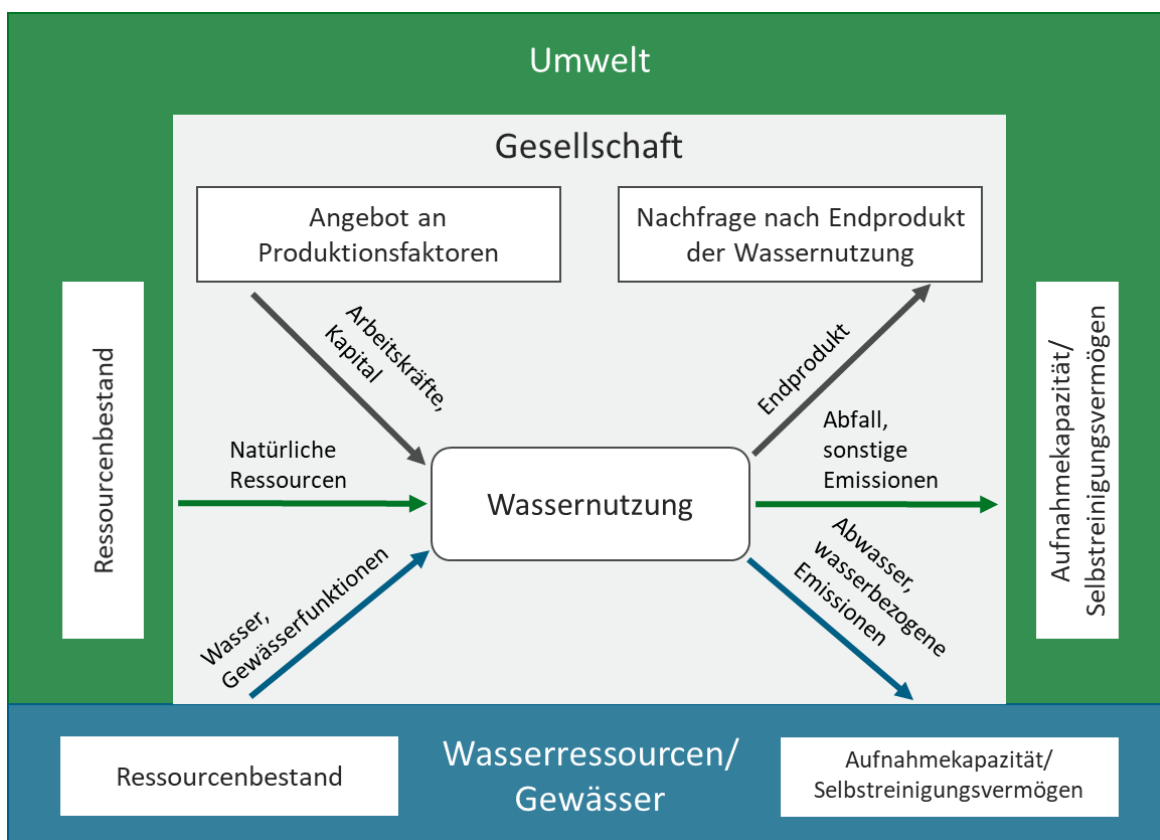 Umwelt
Gesellschaft
Angebot an
Produktionsfaktoren
Nachfrage nach Endprodukt
der Wassernutzung
Ressourcenbestand
Arbeitskräfte,
Kapital
Endprodukt
Aufnahmekapazität/
Selbstreinigungsvermögen
Natürliche
Ressourcen
Wassernutzung
Abfall,
sonstige
Emissionen
Wasser,
Gewässerfunktionen
Abwasser,
wasserbezogene
Emissionen
Ressourcenbestand
Wasserressourcen/
Gewässer
Aufnahmekapazität/
Selbstreinigungsvermögen